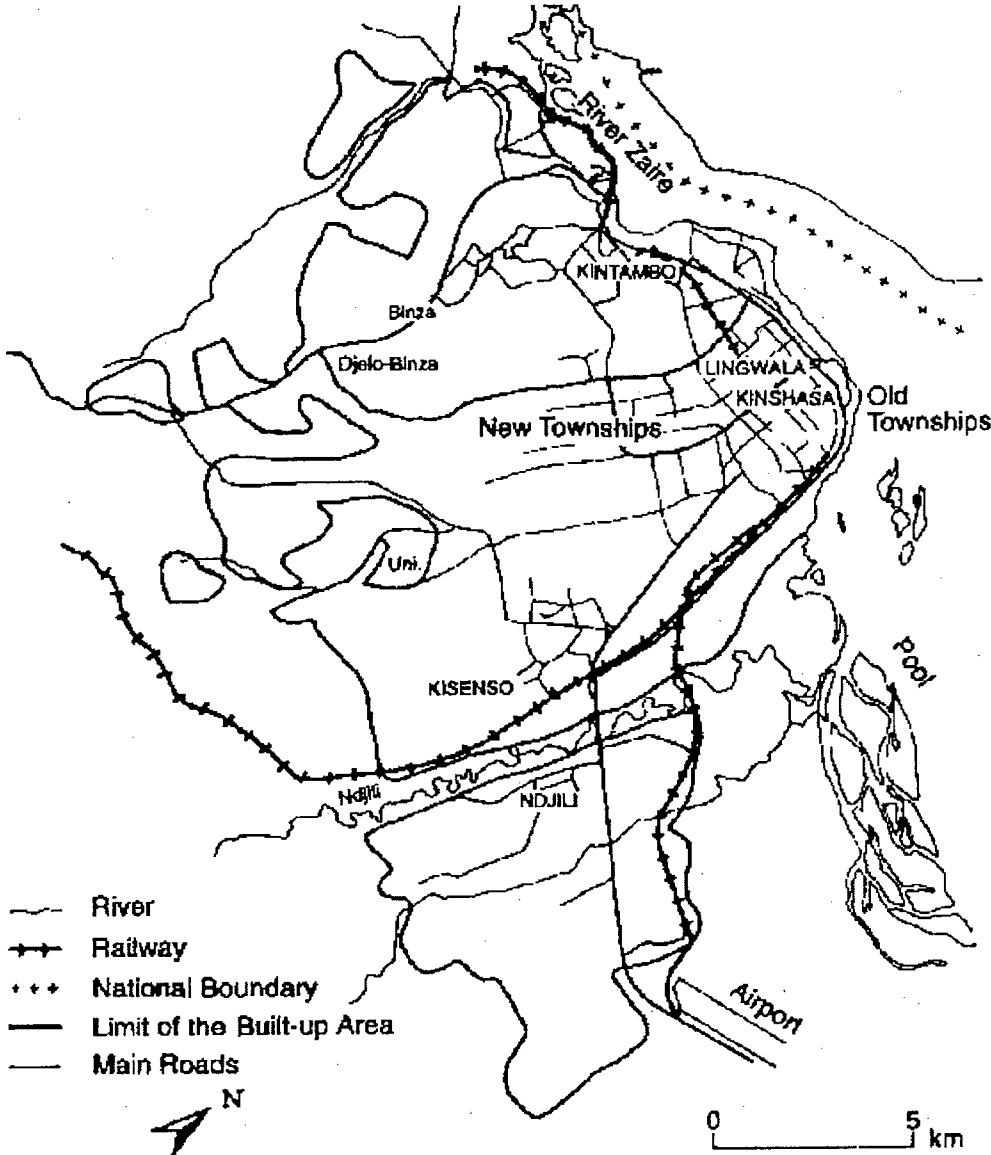 River Zaire
KINTAMBO
Binza
Djelo-Binza
LINGWALA
KINSHASA
Old
Townships
New Townships
Uni.
Pool
KISENSO
Ndjili
NDJILI
River
Railway
National Boundary
Limit of the Built-up Area
Main Roads
Airport
N
0 5
km